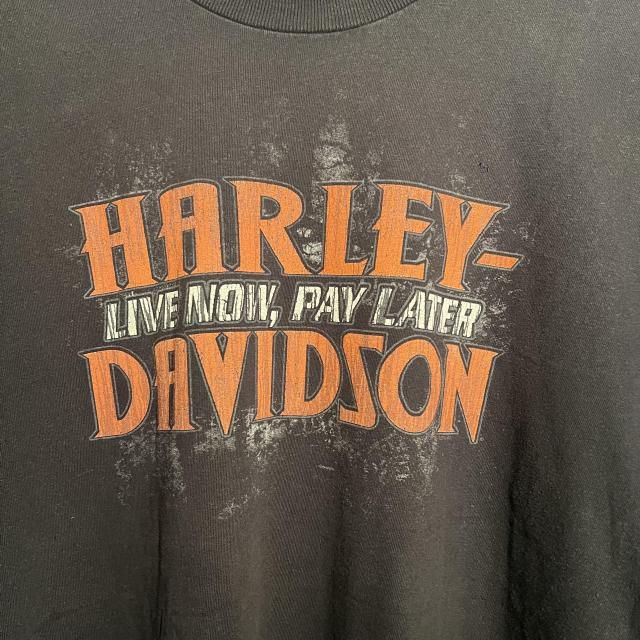 HARLEY-
LIVE NOW, PAY LATER
DAVIDSON